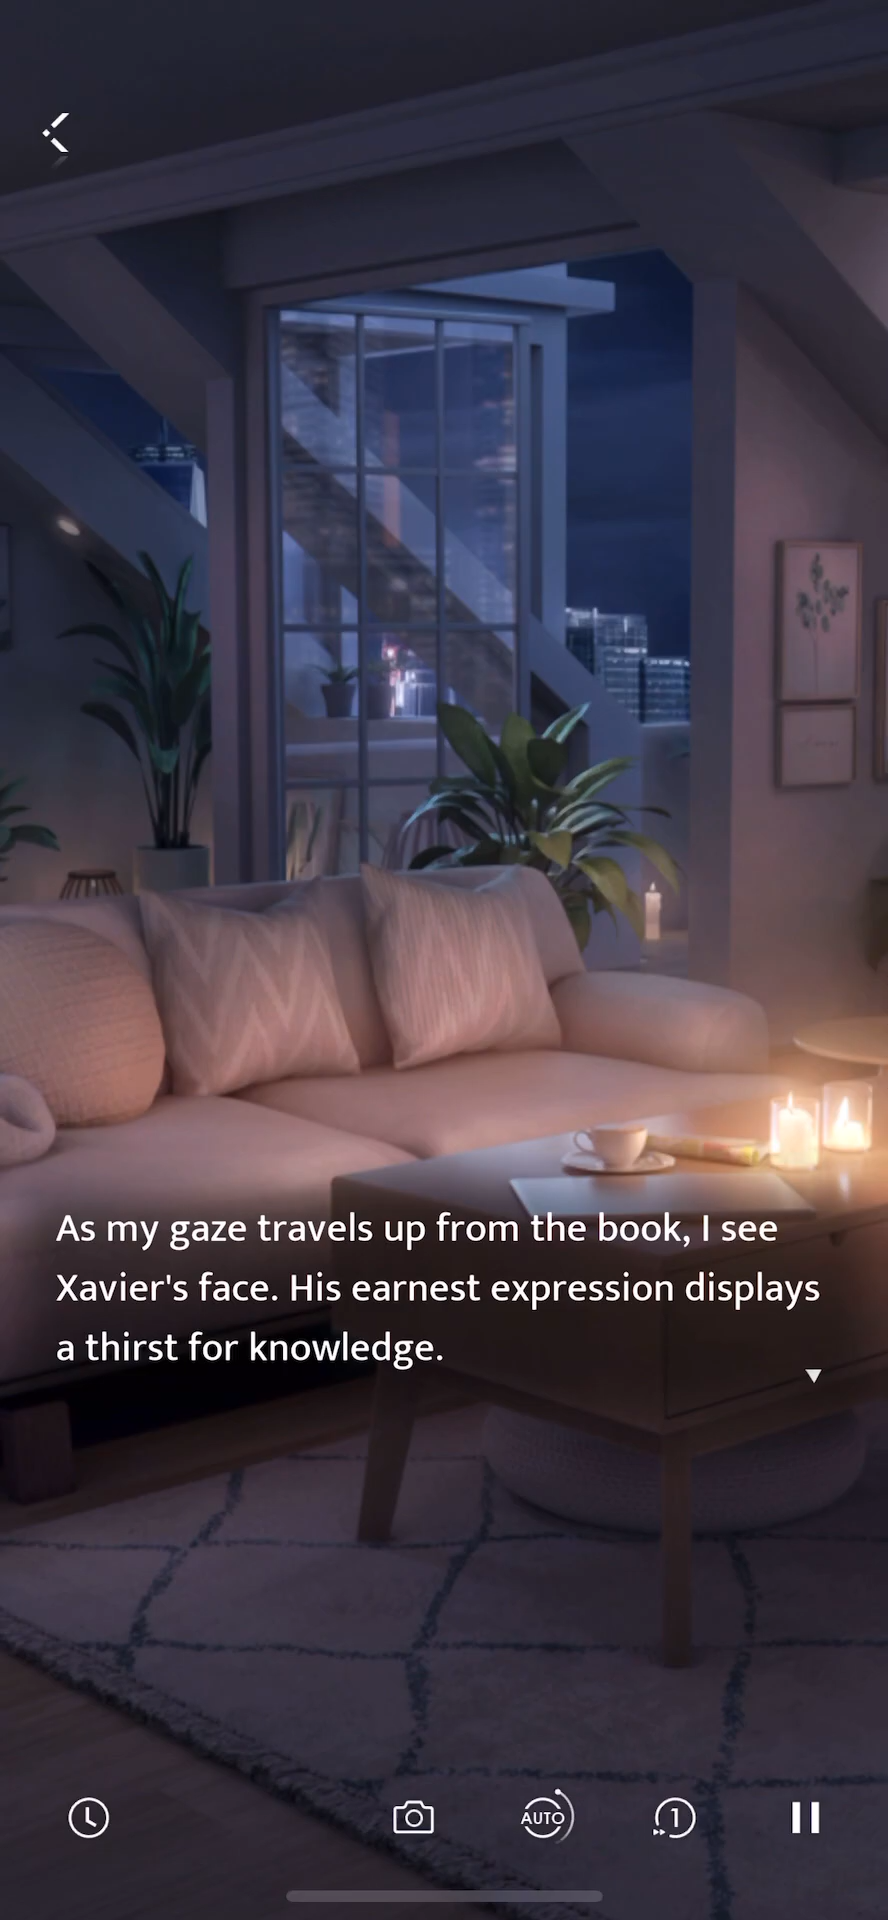 As my gaze travels up from the book, I see
Xavier's face. His earnest expression displays
a thirst for knowledge.
AUTO
1